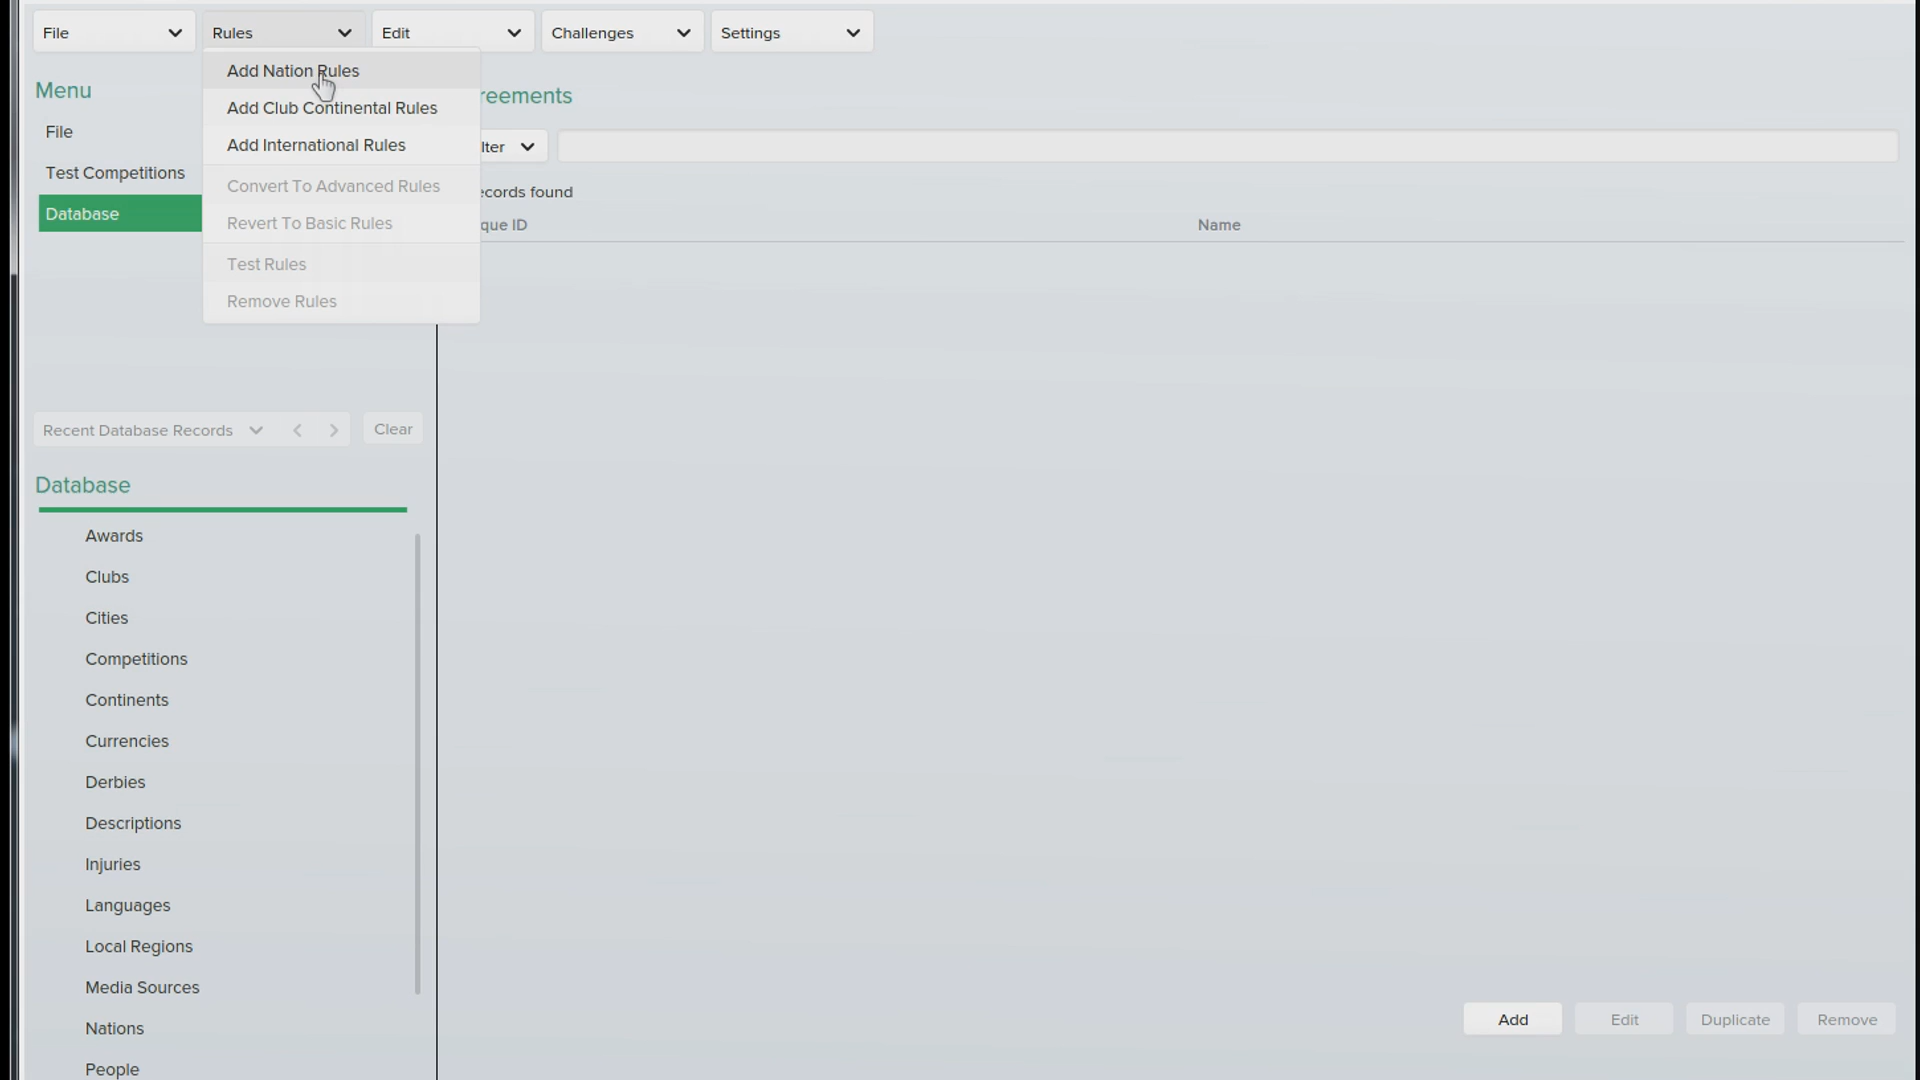 File
Rules
Edit
Challenges
Settings
Menu
File
Test Competitions
Database
Add Nation Rules
Add Club Continental Rules
Add International Rules
Convert To Advanced Rules
Revert To Basic Rules
Test Rules
Remove Rules
reements
lter
ecords found
que ID
Name
Recent Database Records
Clear
Database
Awards
Clubs
Cities
Competitions
Continents
Currencies
Derbies
Descriptions
Injuries
Languages
Local Regions
Media Sources
Nations
People
Add
Edit
Duplicate
Remove